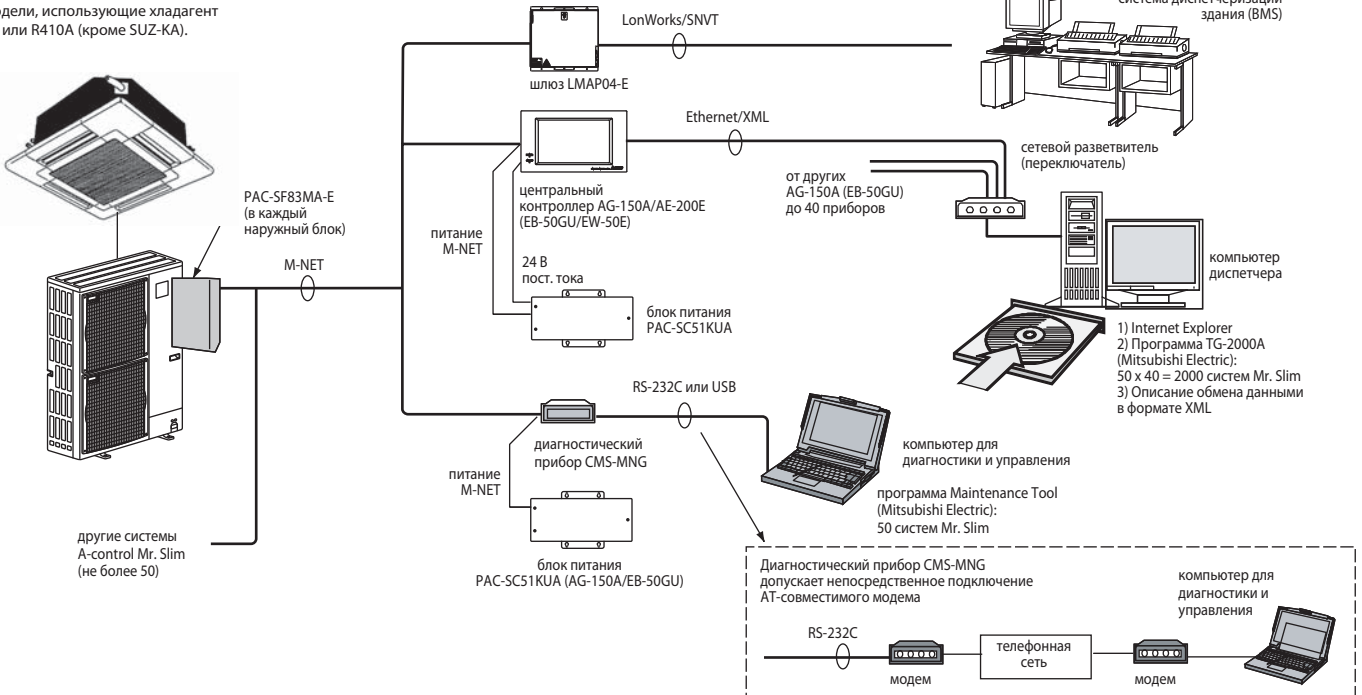 дели, использующие хладагент
или R410A (кроме SUZ-KA).
LonWorks/SNVT
шлюз LMAP04-E
система диспетчеризации
здания (BMS)
Ethernet/XML
центральный
контроллер AG-150A/AE-200E
(EB-50GU/EW-50E)
от других
AG-150A (EB-50GU)
до 40 приборов
сетевой разветвитель
(переключатель)
PAC-SF83MA-E
(в каждый
наружный блок)
M-NET
питание
M-NET
24 В
пост. тока
блок питания
PAC-SC51KUA
компьютер
диспетчера
1) Internet Explorer
2) Программа TG-2000A
(Mitsubishi Electric):
50 x 40 = 2000 систем Mr. Slim
3) Описание обмена данными
в формате XML
RS-232C или USB
диагностический
прибор CMS-MNG
питание
M-NET
блок питания
PAC-SC51KUA (AG-150A/EB-50GU)
компьютер для
диагностики и управления
программа Maintenance Tool
(Mitsubishi Electric):
50 систем Mr. Slim
другие системы
A-control Mr. Slim
(не более 50)
Диагностический прибор CMS-MNG
допускает непосредственное подключение
АТ-совместимого модема
RS-232C
модем
телефонная
сеть
модем
компьютер для
диагностики и
управления